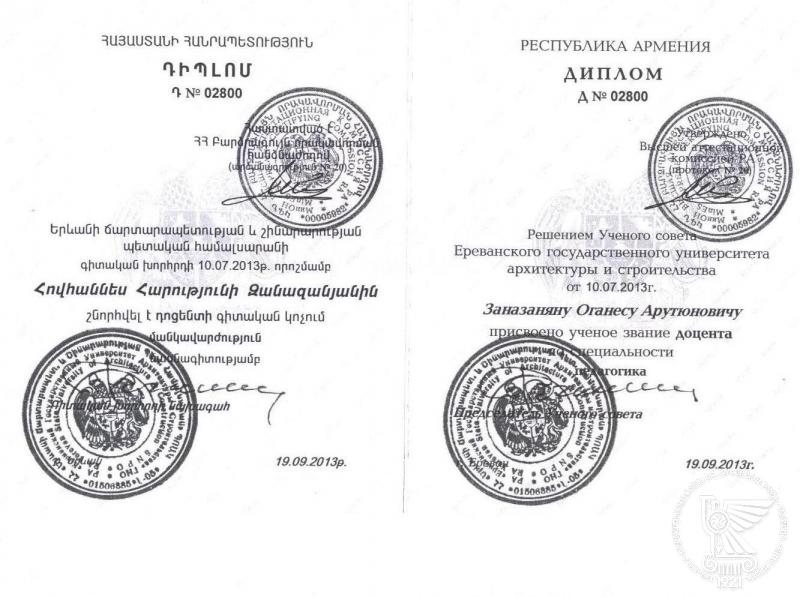 ՀԱՅԱՍՏԱՆԻ ՀԱՆՐԱՊԵՏՈՒԹՅՈՒՆ
ԴԻՊԼՈՄ
Դ № 02800
Հաստատված է
ՀՀ Բարձրագույն որակավորման
հանձնաժողով
(արձանագրություն № 20)
Երևանի ճարտարապետության և շինարարության
պետական համալսարանի
գիտական խորհրդի 10.07.2013թ. որոշմամբ
Հովհաննես Հարությունի Զանազանյանին
շնորհվել է դոցենտի գիտական կոչում
մանկավարժություն
մասնագիտությամբ
Գիտական խորհրդի նախագահ
19.09.2013թ.
РЕСПУБЛИКА АРМЕНИЯ
ДИПЛОМ
Д № 02800
Утверждено
Высшей аттестационной
комиссией РА
(протокол № 20)
Решением Ученого совета
Ереванского государственного университета
архитектуры и строительства
от 10.07.2013г.
Заназаняну Оганесу Арутюновичу
присвоено ученое звание доцента
по специальности
педагогика
Председатель Ученого совета
г. Ереван
19.09.2013г.
1921